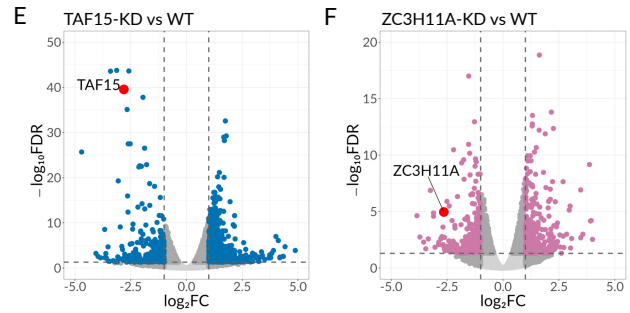 E TAF15-KD vs WT
50
40
30
20
10
0
− log₁₀FDR
TAF15
-5.0 -2.5 0.0 2.5 5.0
log₂FC
F ZC3H11A-KD vs WT
20
15
10
5
0
− log₁₀FDR
ZC3H11A
-5.0 -2.5 0.0 2.5 5.0
log₂FC